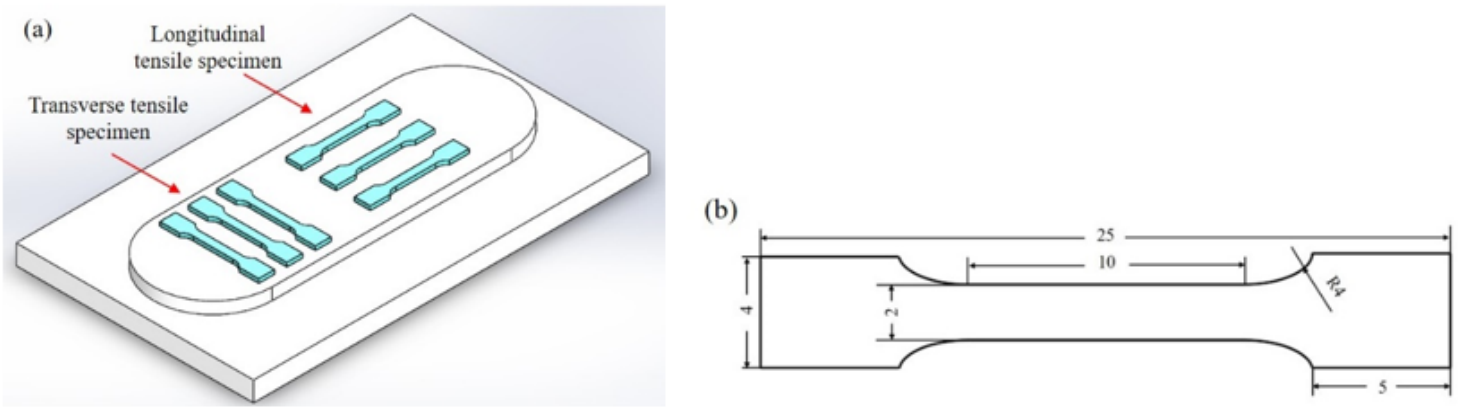 (a)
Longitudinal
tensile specimen
Transverse tensile
specimen
(b)
25
10
R4
4
2
5